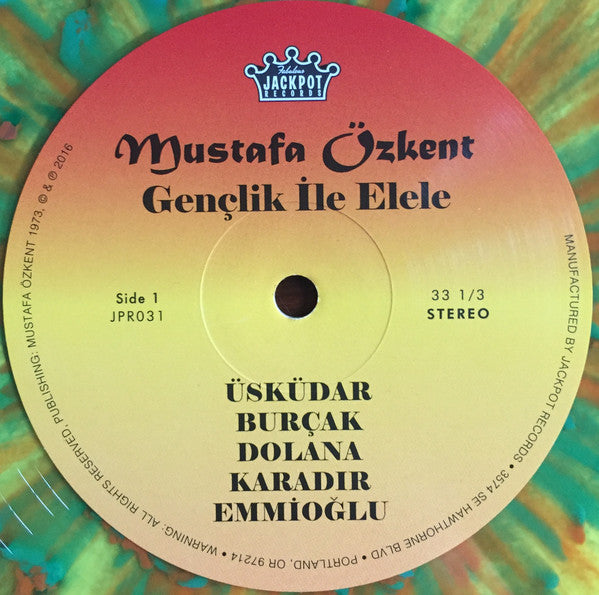 Fabulous
JACKPOT
RECORDS
Mustafa Özkent
Gençlik İle Elele
Side 1
JPR031
33 1/3
STEREO
ÜSKÜDAR
BURÇAK
DOLANA
KARADIR
EMMİOĞLU
MANUFACTURED BY JACKPOT RECORDS • 3574 SE HAWTHORNE BLVD • PORTLAND, OR 97214 • WARNING: ALL RIGHTS RESERVED, PUBLISHING: MUSTAFA ÖZKENT 1973, © & ℗ 2016